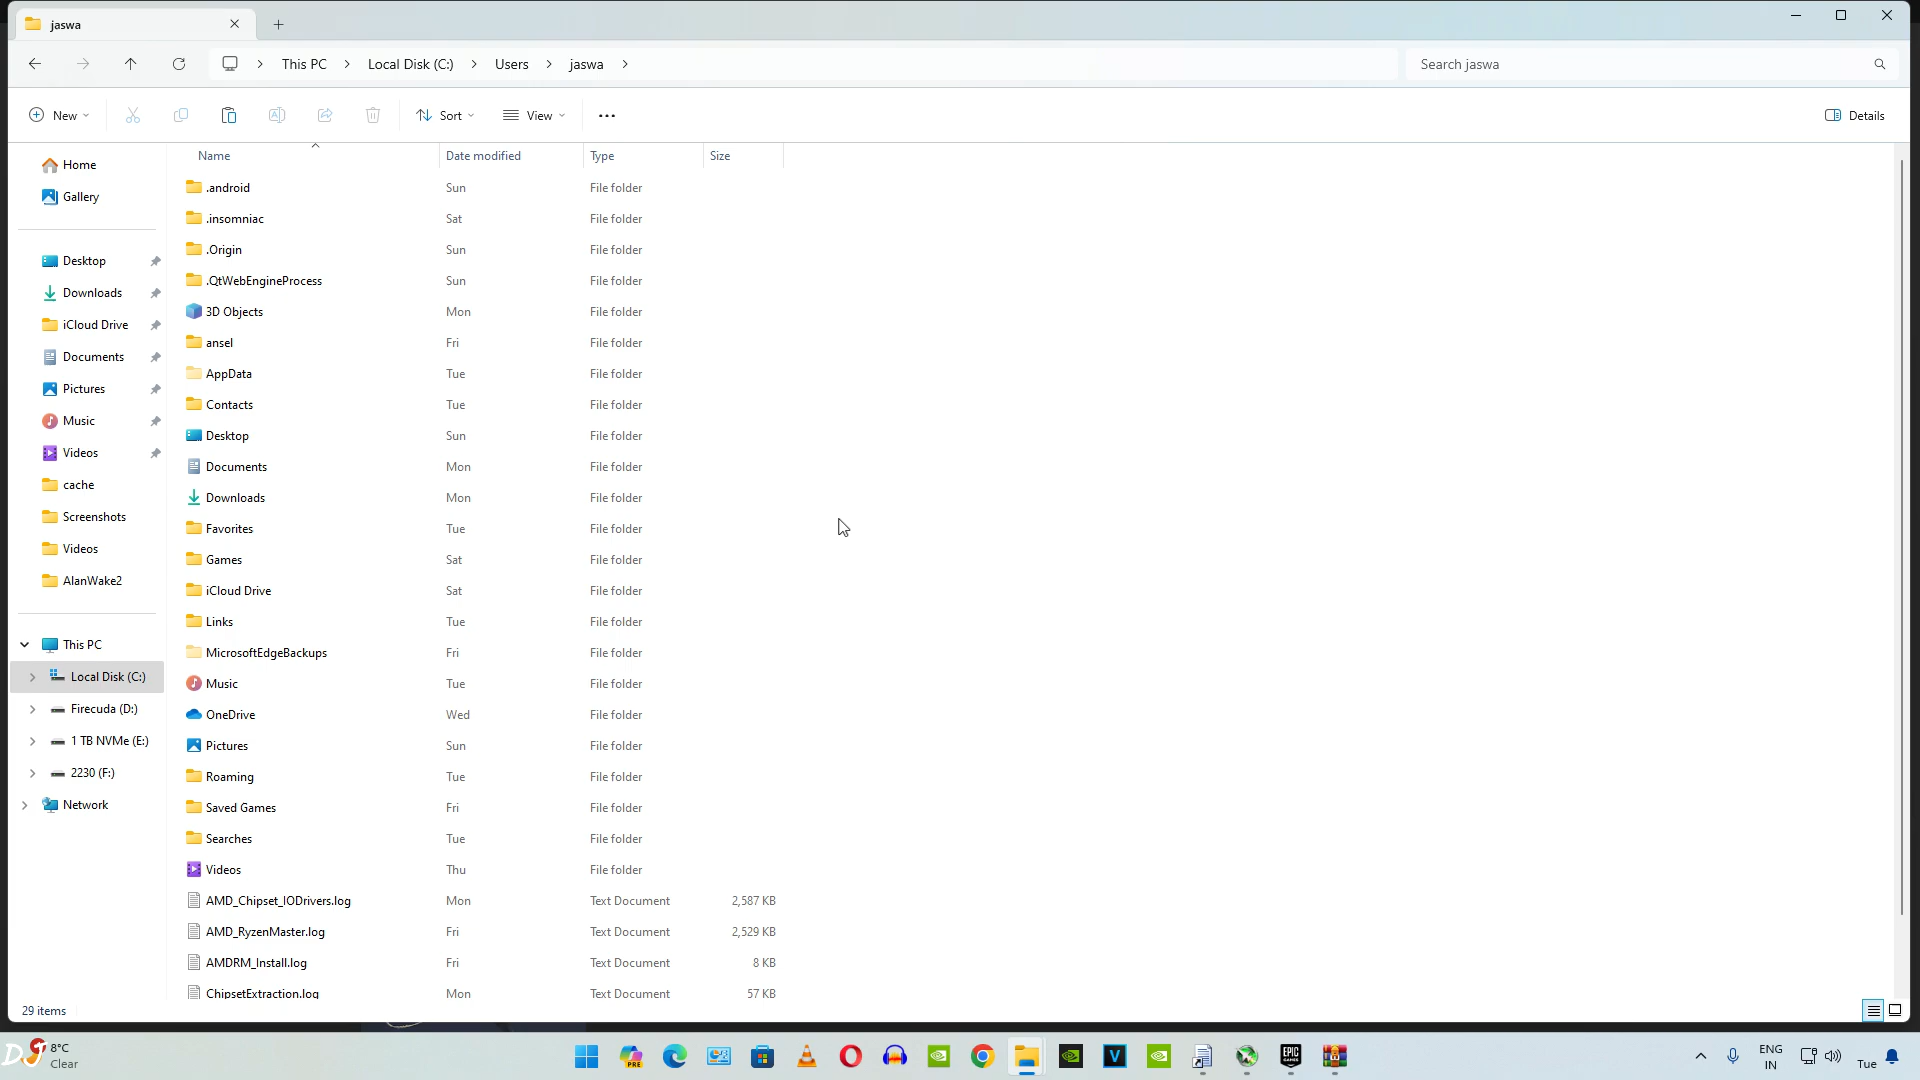 jaswa
This PC Local Disk (C:) Users jaswa
Search jaswa
New Sort View Details
Name Date modified Type Size
Home
Gallery
Desktop
Downloads
iCloud Drive
Documents
Pictures
Music
Videos
cache
Screenshots
Videos
AlanWake2
This PC
Local Disk (C:)
Firecuda (D:)
1 TB NVMe (E:)
2230 (F:)
Network
.android Sun File folder
.insomniac Sat File folder
.Origin Sun File folder
.QtWebEngineProcess Sun File folder
3D Objects Mon File folder
ansel Fri File folder
AppData Tue File folder
Contacts Tue File folder
Desktop Sun File folder
Documents Mon File folder
Downloads Mon File folder
Favorites Tue File folder
Games Sat File folder
iCloud Drive Sat File folder
Links Tue File folder
MicrosoftEdgeBackups Fri File folder
Music Tue File folder
OneDrive Wed File folder
Pictures Sun File folder
Roaming Tue File folder
Saved Games Fri File folder
Searches Tue File folder
Videos Thu File folder
AMD_Chipset_IODrivers.log Mon Text Document 2,587 KB
AMD_RyzenMaster.log Fri Text Document 2,529 KB
AMDRM_Install.log Fri Text Document 8 KB
ChipsetExtraction.log Mon Text Document 57 KB
29 items
DJ
8°C
Clear
PRE
V
EPIC
GAMES
ENG
IN
Tue